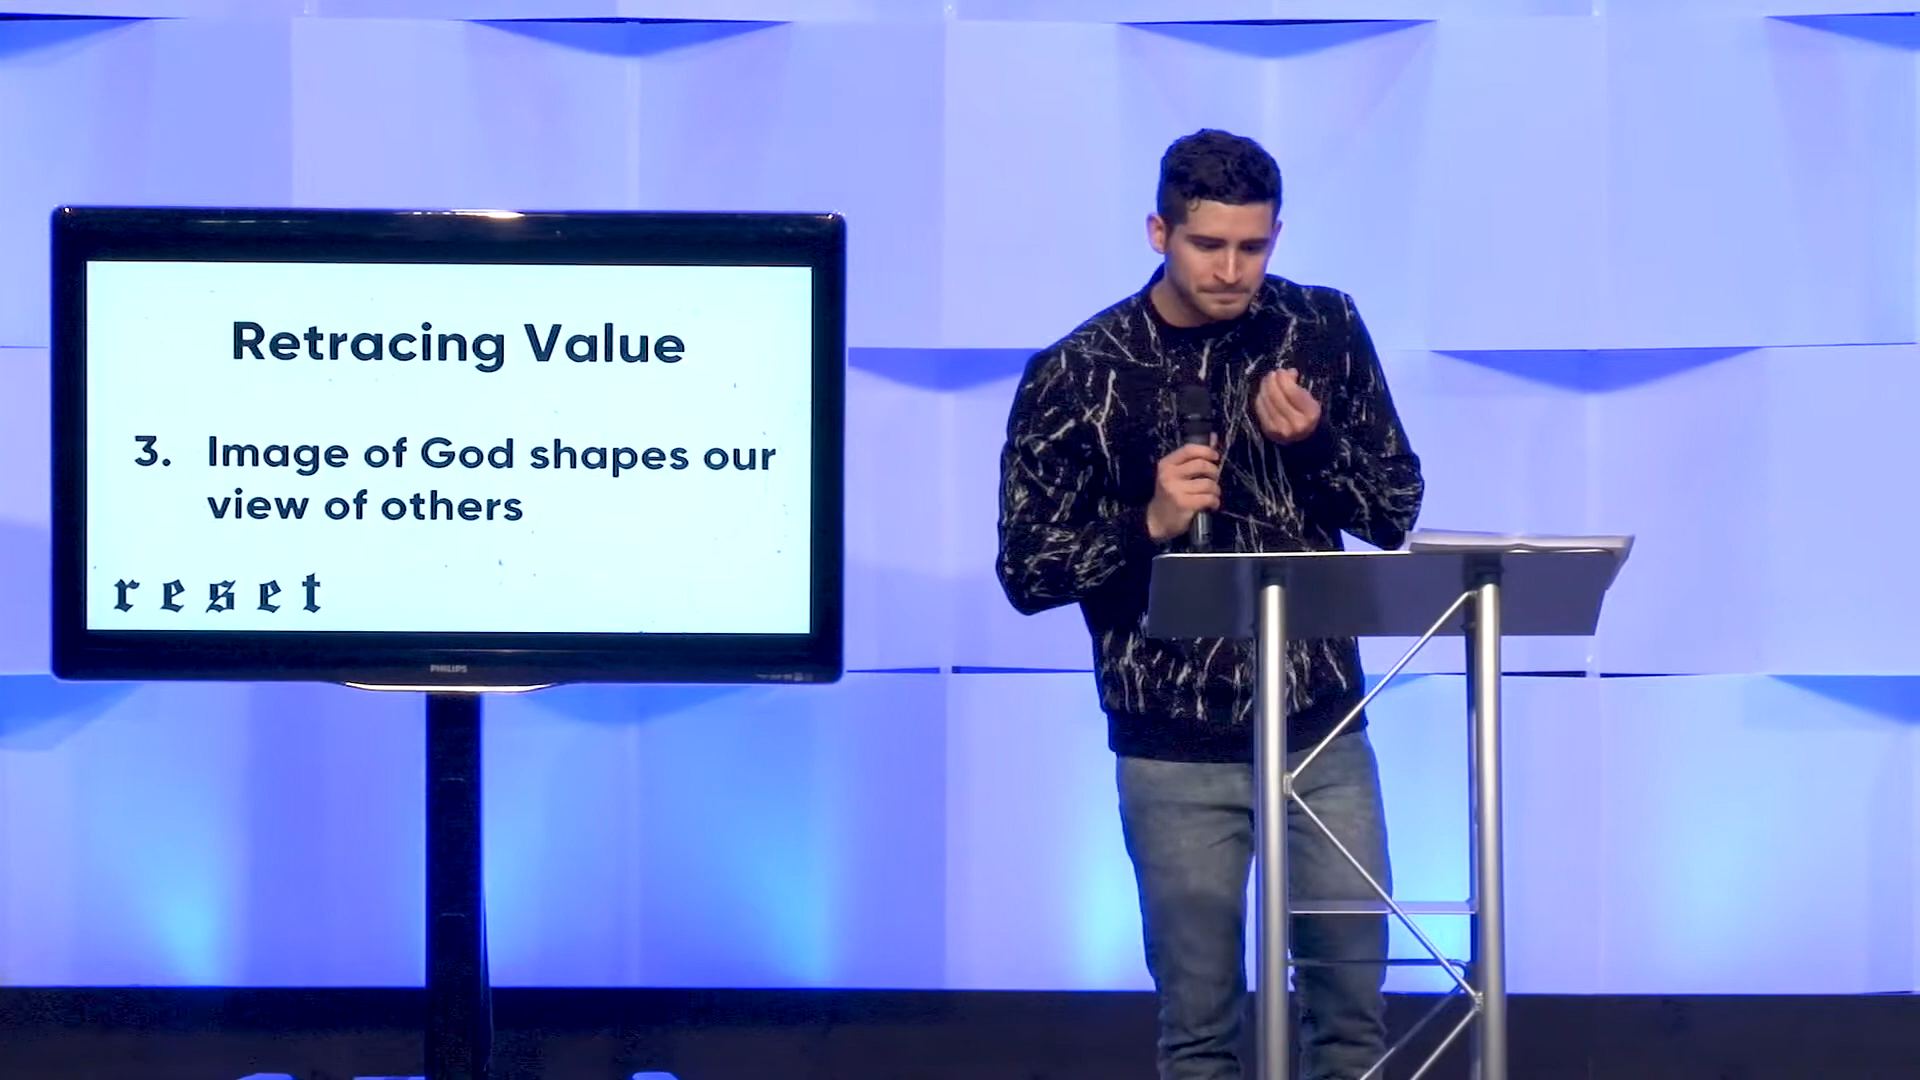 Retracing Value
3. Image of God shapes our
view of others
reset
PHILIPS